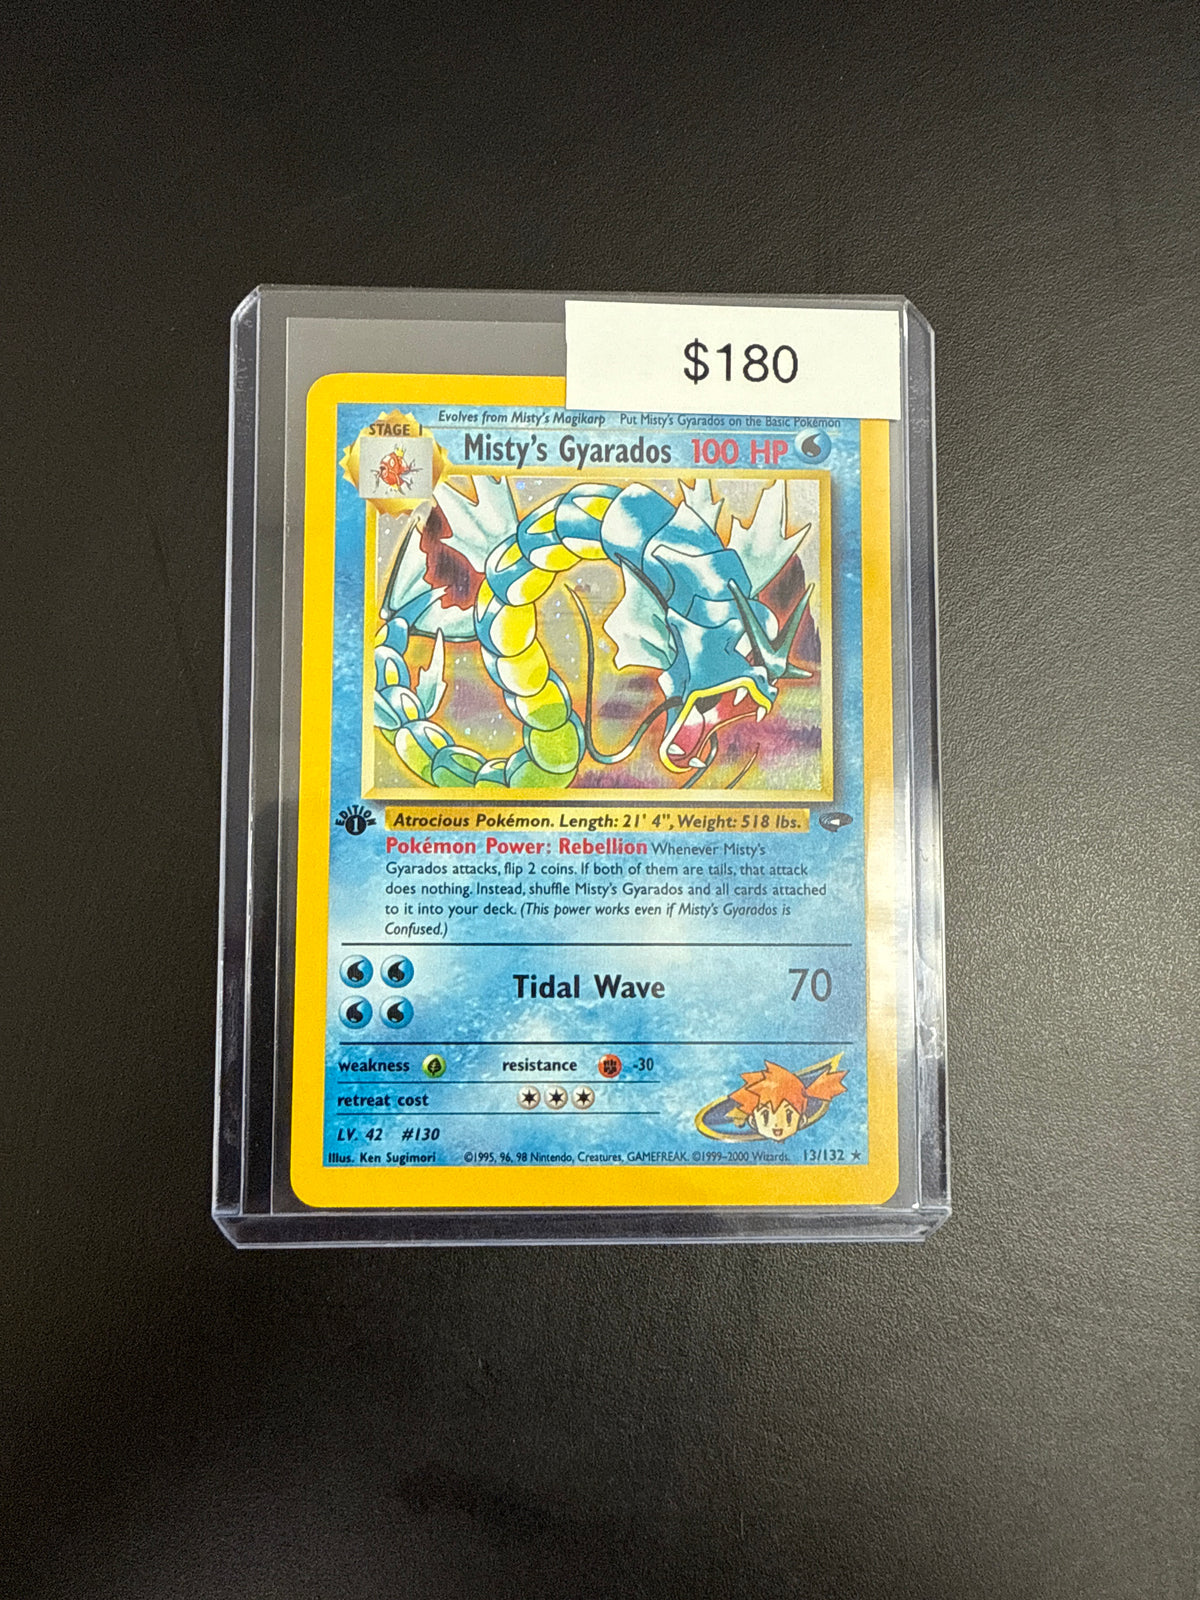 $180
Evolves from Misty's Magikarp Put Misty's Gyarados on the Basic Pokémon
STAGE 1
Misty's Gyarados 100 HP
EDITION
1
Atrocious Pokémon. Length: 21' 4", Weight: 518 lbs.
Pokémon Power: Rebellion Whenever Misty's
Gyarados attacks, flip 2 coins. If both of them are tails, that attack
does nothing. Instead, shuffle Misty's Gyarados and all cards attached
to it into your deck. (This power works even if Misty's Gyarados is
Confused.)
Tidal Wave 70
weakness resistance -30
retreat cost
LV. 42 #130
Illus. Ken Sugimori ©1995, 96, 98 Nintendo, Creatures, GAMEFREAK. ©1999-2000 Wizards. 13/132 ★